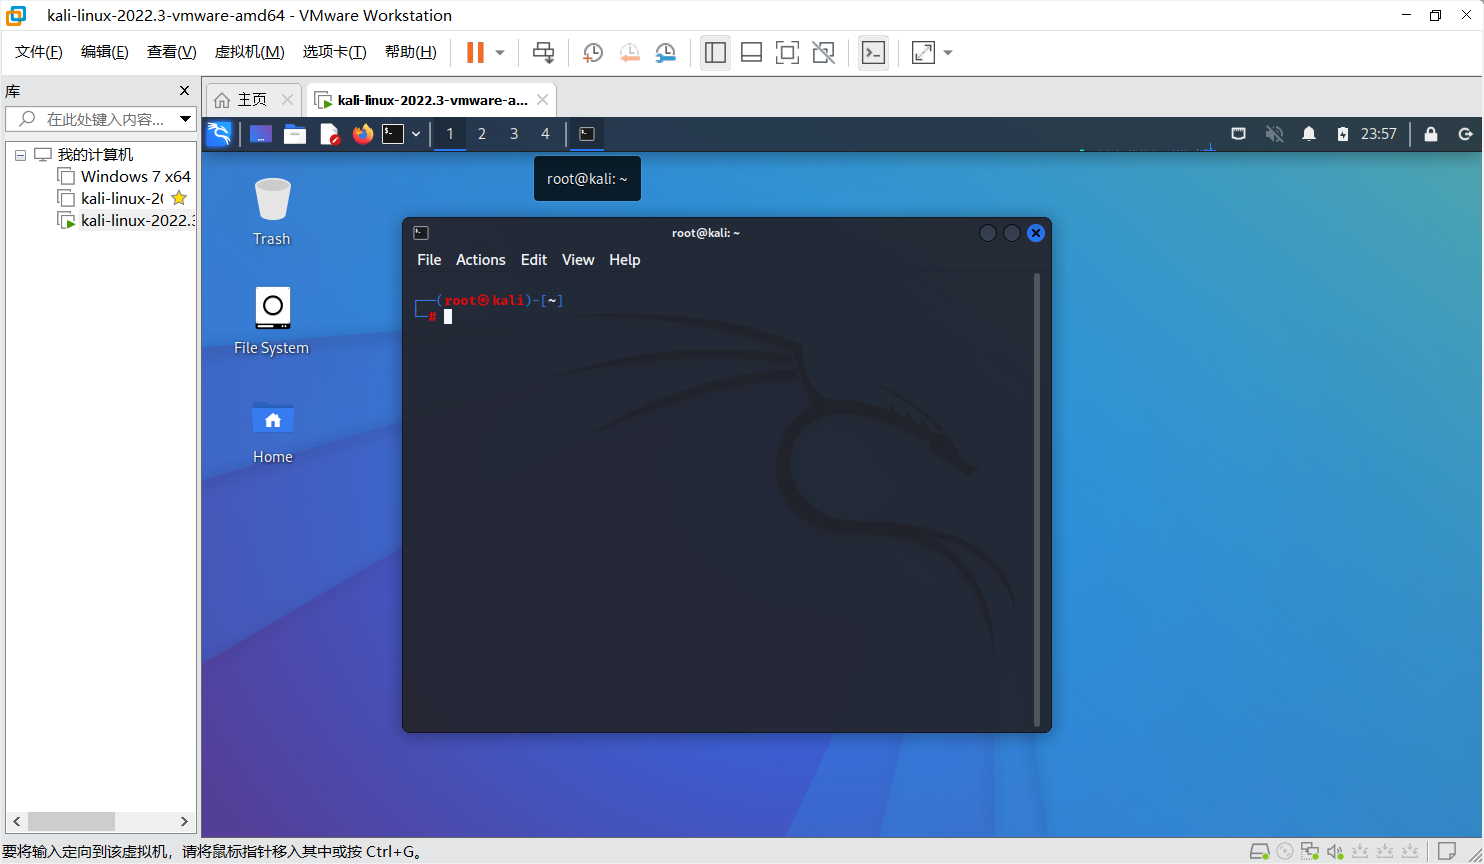 kali-linux-2022.3-vmware-amd64 - VMware Workstation
文件(F) 编辑(E) 查看(V) 虚拟机(M) 选项卡(T) 帮助(H)
库
在此处键入内容...
我的计算机
Windows 7 x64
kali-linux-20
kali-linux-2022.3
主页
kali-linux-2022.3-vmware-a...
1 2 3 4
23:57
root@kali: ~
Trash
File System
Home
root@kali: ~
File Actions Edit View Help
┌──(root㉿kali)-[~]
└─#
要将输入定向到该虚拟机，请将鼠标指针移入其中或按 Ctrl+G。